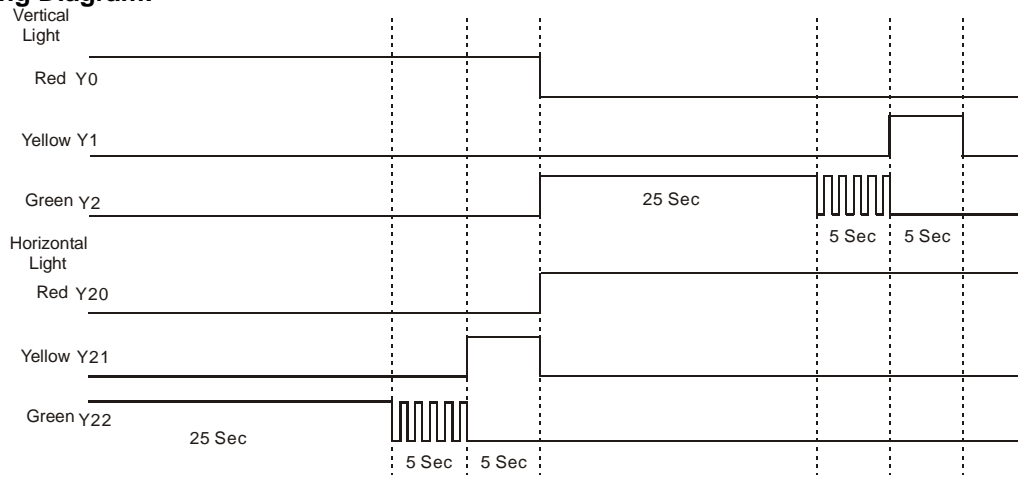 Vertical
Light
Red Y0
Yellow Y1
Green Y2
25 Sec
5 Sec 5 Sec
Horizontal
Light
Red Y20
Yellow Y21
Green Y22
25 Sec
5 Sec 5 Sec